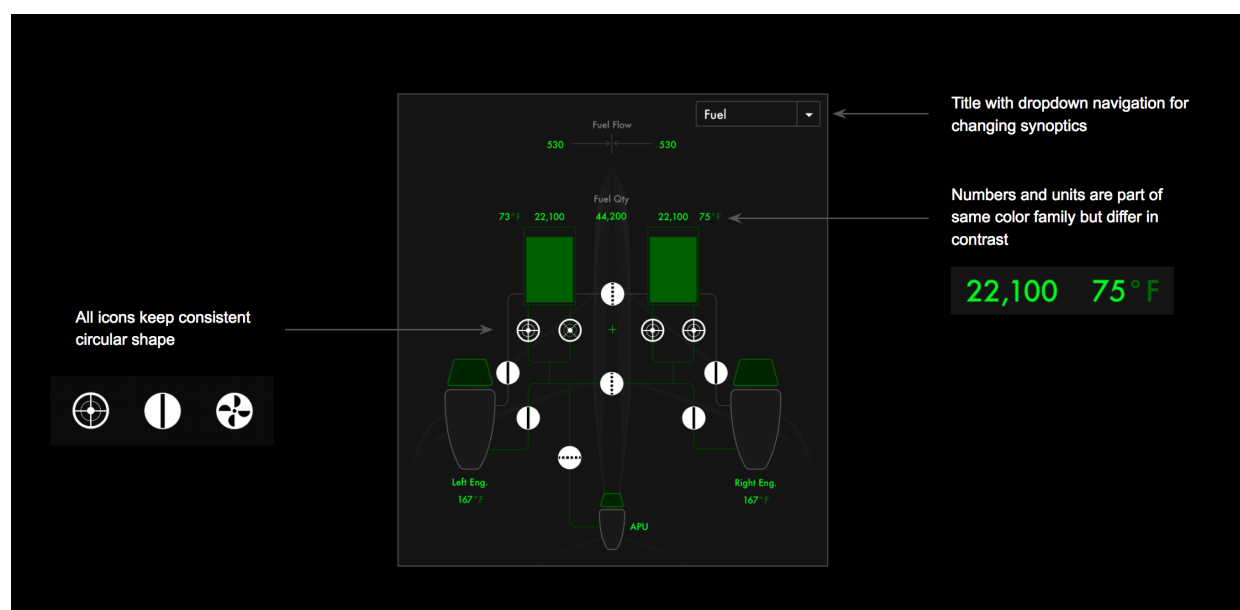 Fuel
Title with dropdown navigation for
changing synoptics
Fuel Flow
530 530
Numbers and units are part of
same color family but differ in
contrast
Fuel Qty
73°F 22,100 44,200 22,100 75°F
22,100 75°F
All icons keep consistent
circular shape
Left Eng.
167°F
Right Eng.
167°F
APU